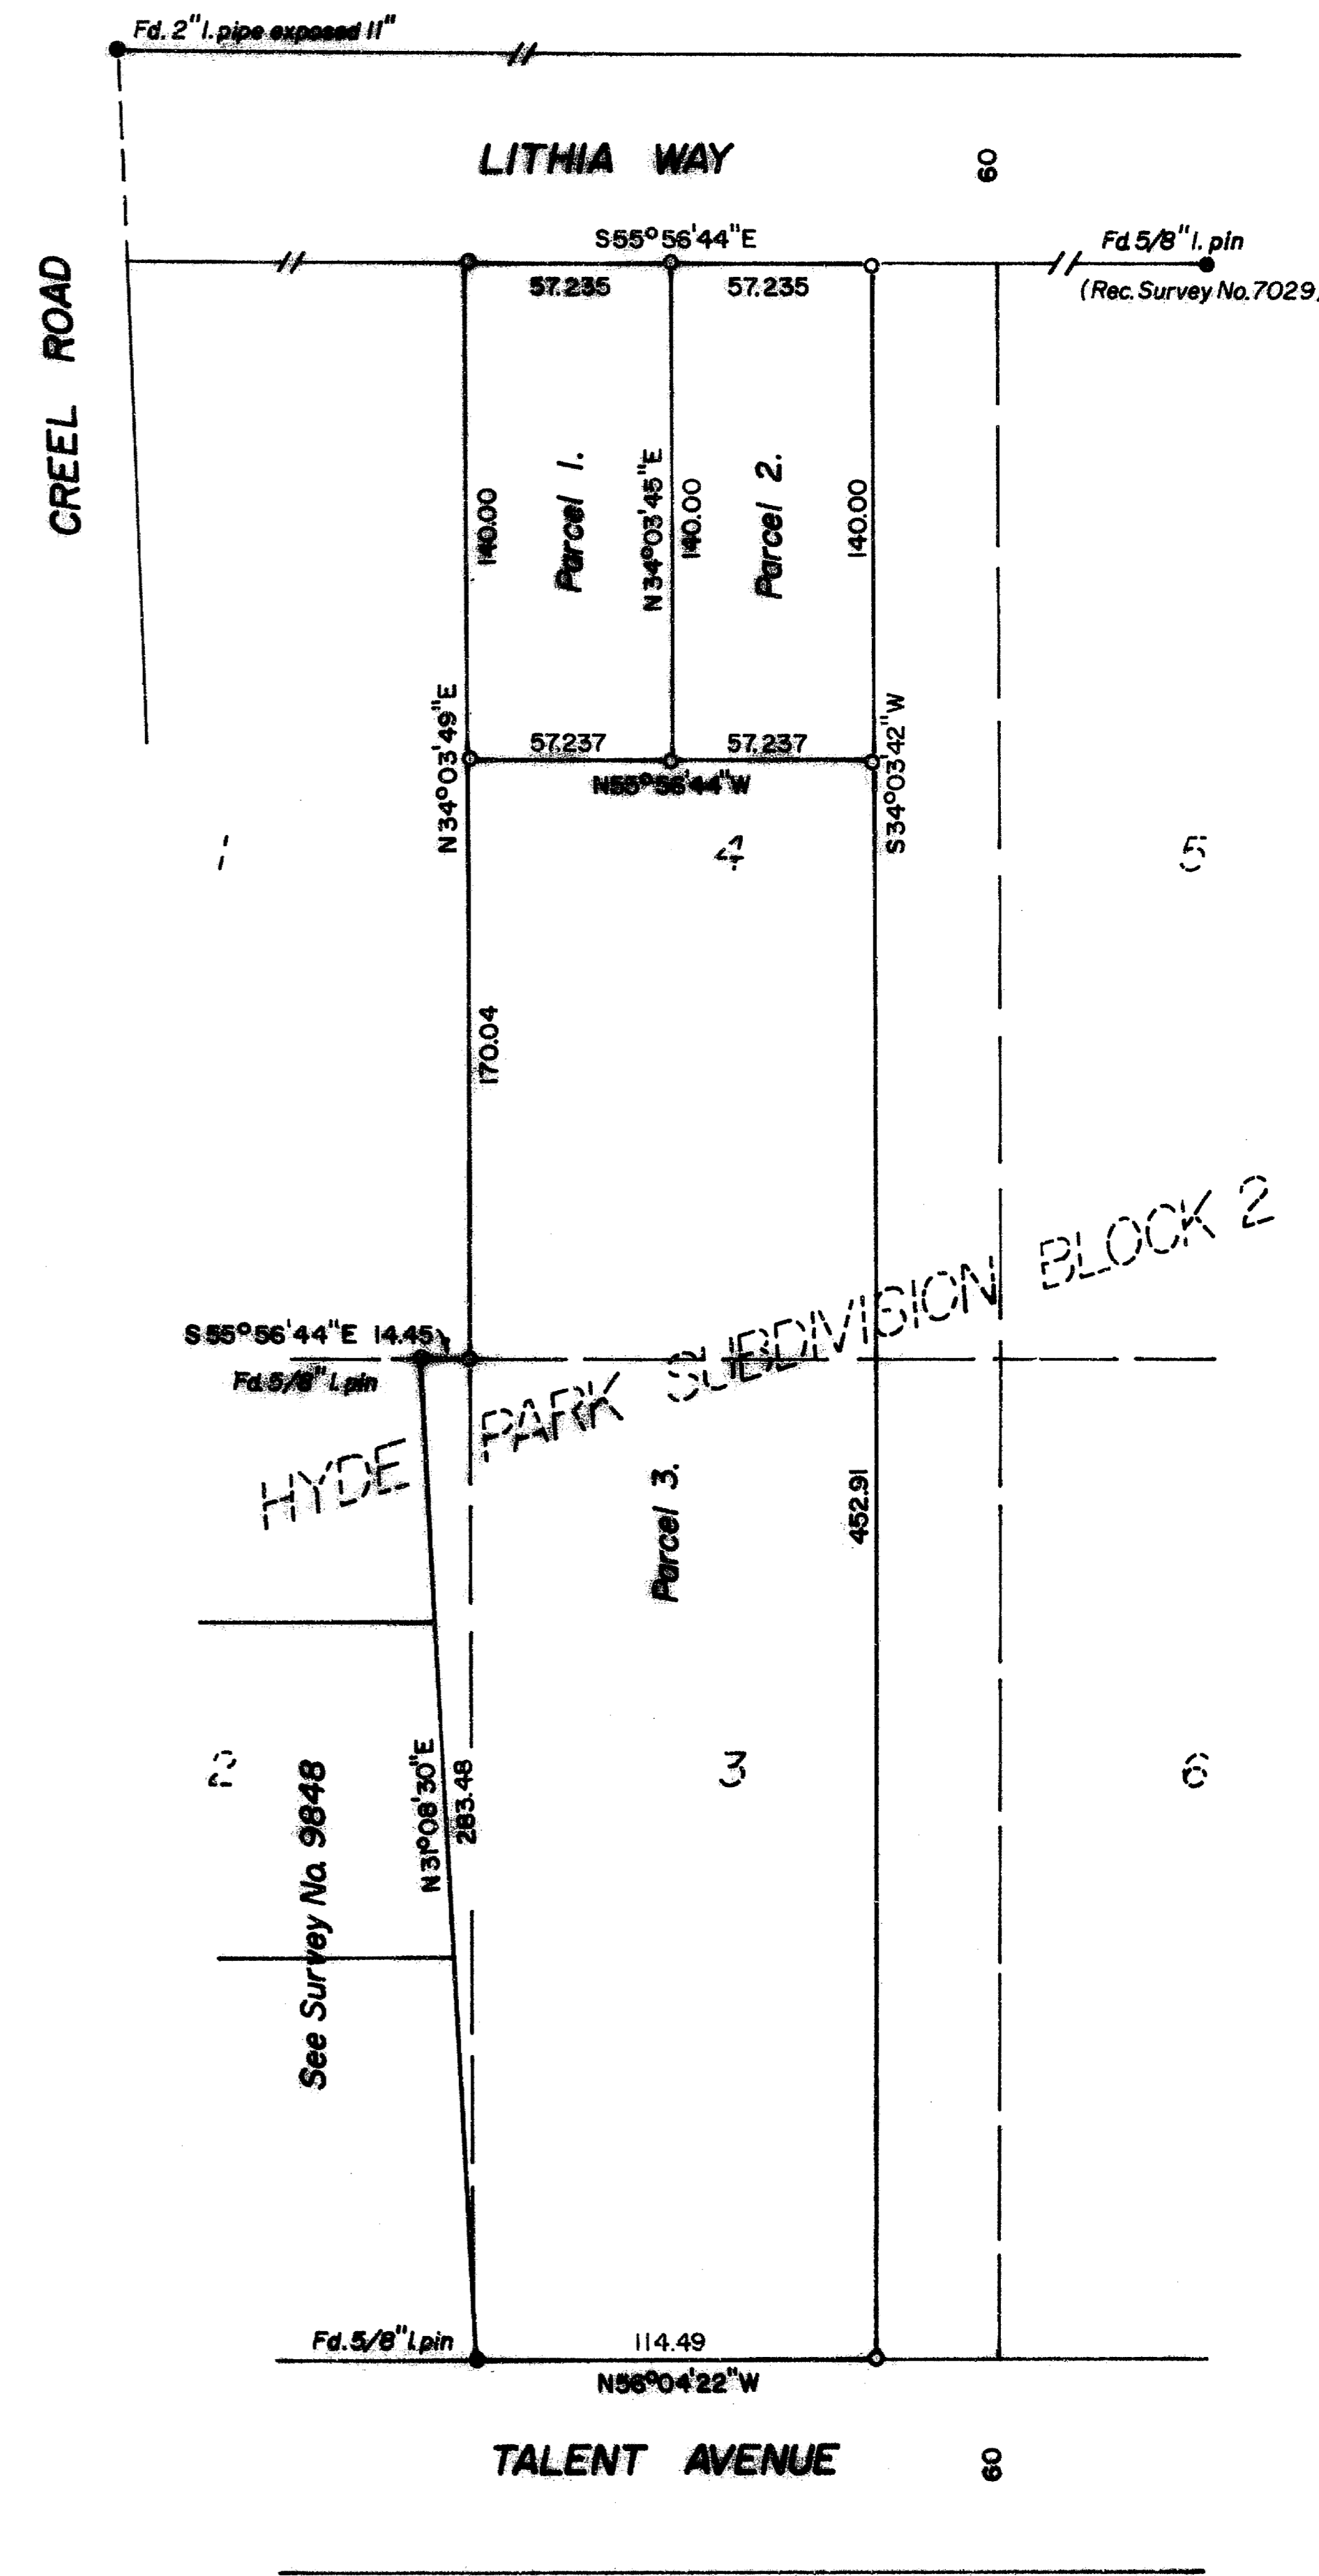 Fd. 2" I. pipe exposed 11"
LITHIA WAY
60
CREEL ROAD
S55°56'44"E
57.235
57.235
Fd 5/8" I. pin
(Rec. Survey No. 7029)
140.00
Parcel 1.
N34°03'45"E
140.00
Parcel 2.
140.00
N34°03'49"E
57.237
57.237
N55°56'44"W
S34°03'42"W
1
4
5
170.04
S55°56'44"E 14.45
Fd. 5/8" I. pin
HYDE PARK SUBDIVISION BLOCK 2
Parcel 3.
452.91
2
See Survey No. 9848
N31°08'30"E
283.48
3
6
Fd. 5/8" I. pin
114.49
N56°04'22"W
TALENT AVENUE
60